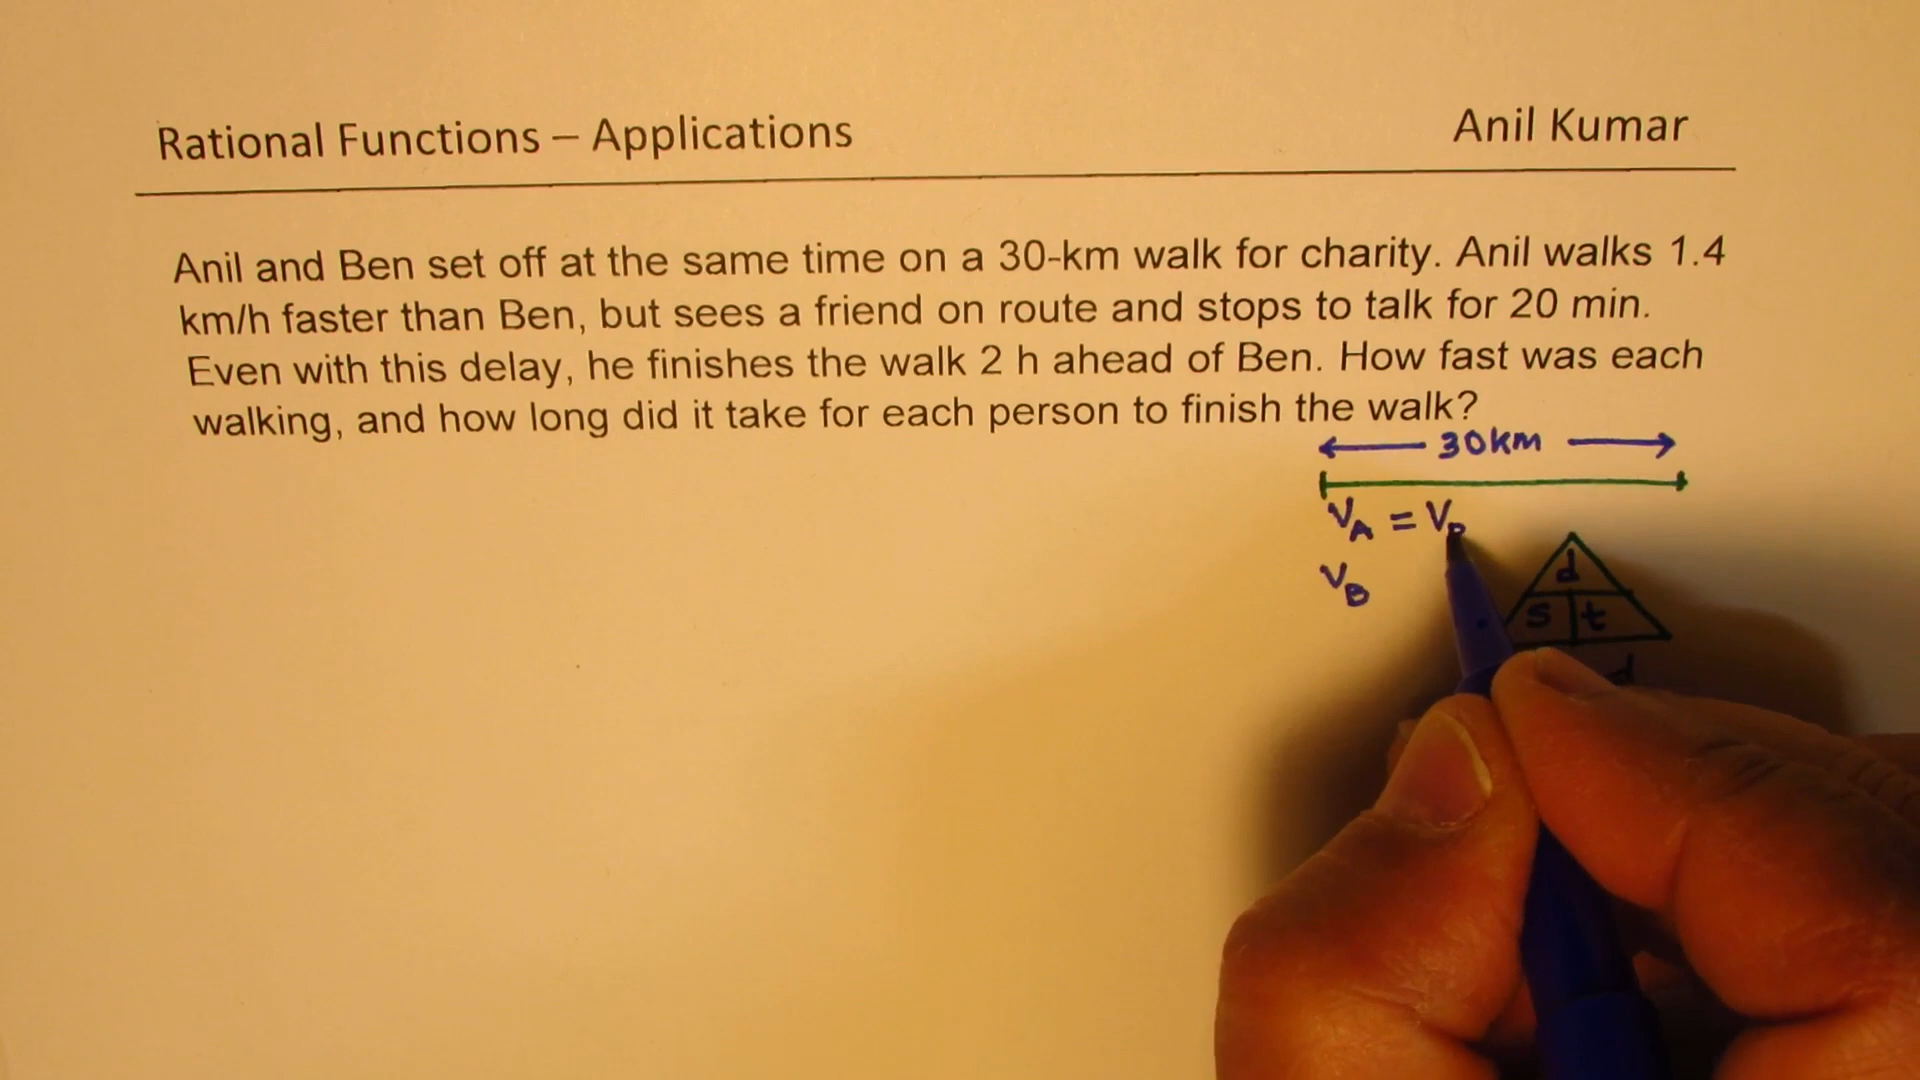 Rational Functions – Applications
Anil Kumar
Anil and Ben set off at the same time on a 30-km walk for charity. Anil walks 1.4
km/h faster than Ben, but sees a friend on route and stops to talk for 20 min.
Even with this delay, he finishes the walk 2 h ahead of Ben. How fast was each
walking, and how long did it take for each person to finish the walk?
30km
VA = VB
VB
d
s t
d